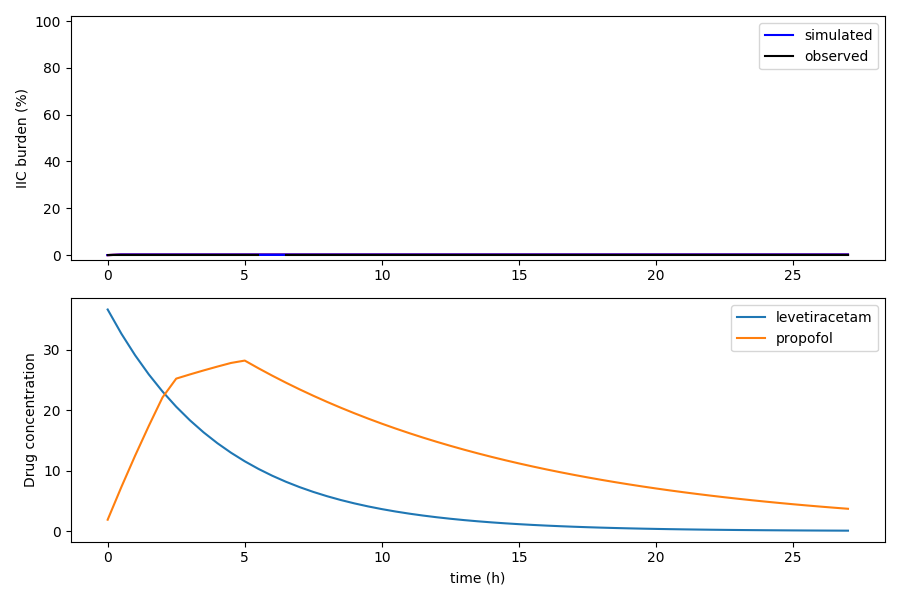 100
80
60
40
20
0
IIC burden (%)
simulated
observed
0 5 10 15 20 25
30
20
10
0
Drug concentration
levetiracetam
propofol
0 5 10 15 20 25
time (h)